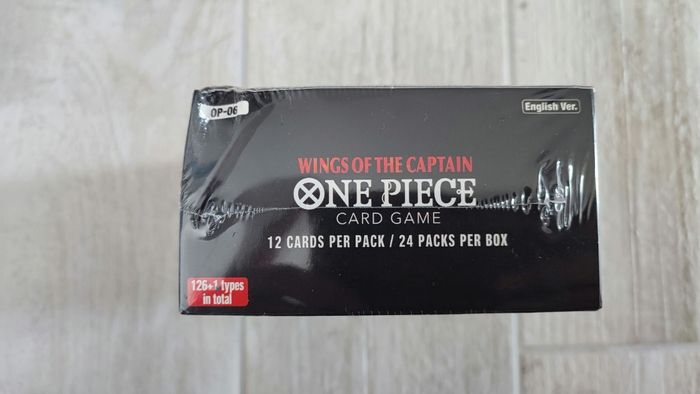 OP-06
English Ver.
WINGS OF THE CAPTAIN
ONE PIECE
CARD GAME
12 CARDS PER PACK / 24 PACKS PER BOX
126+1 types
in total